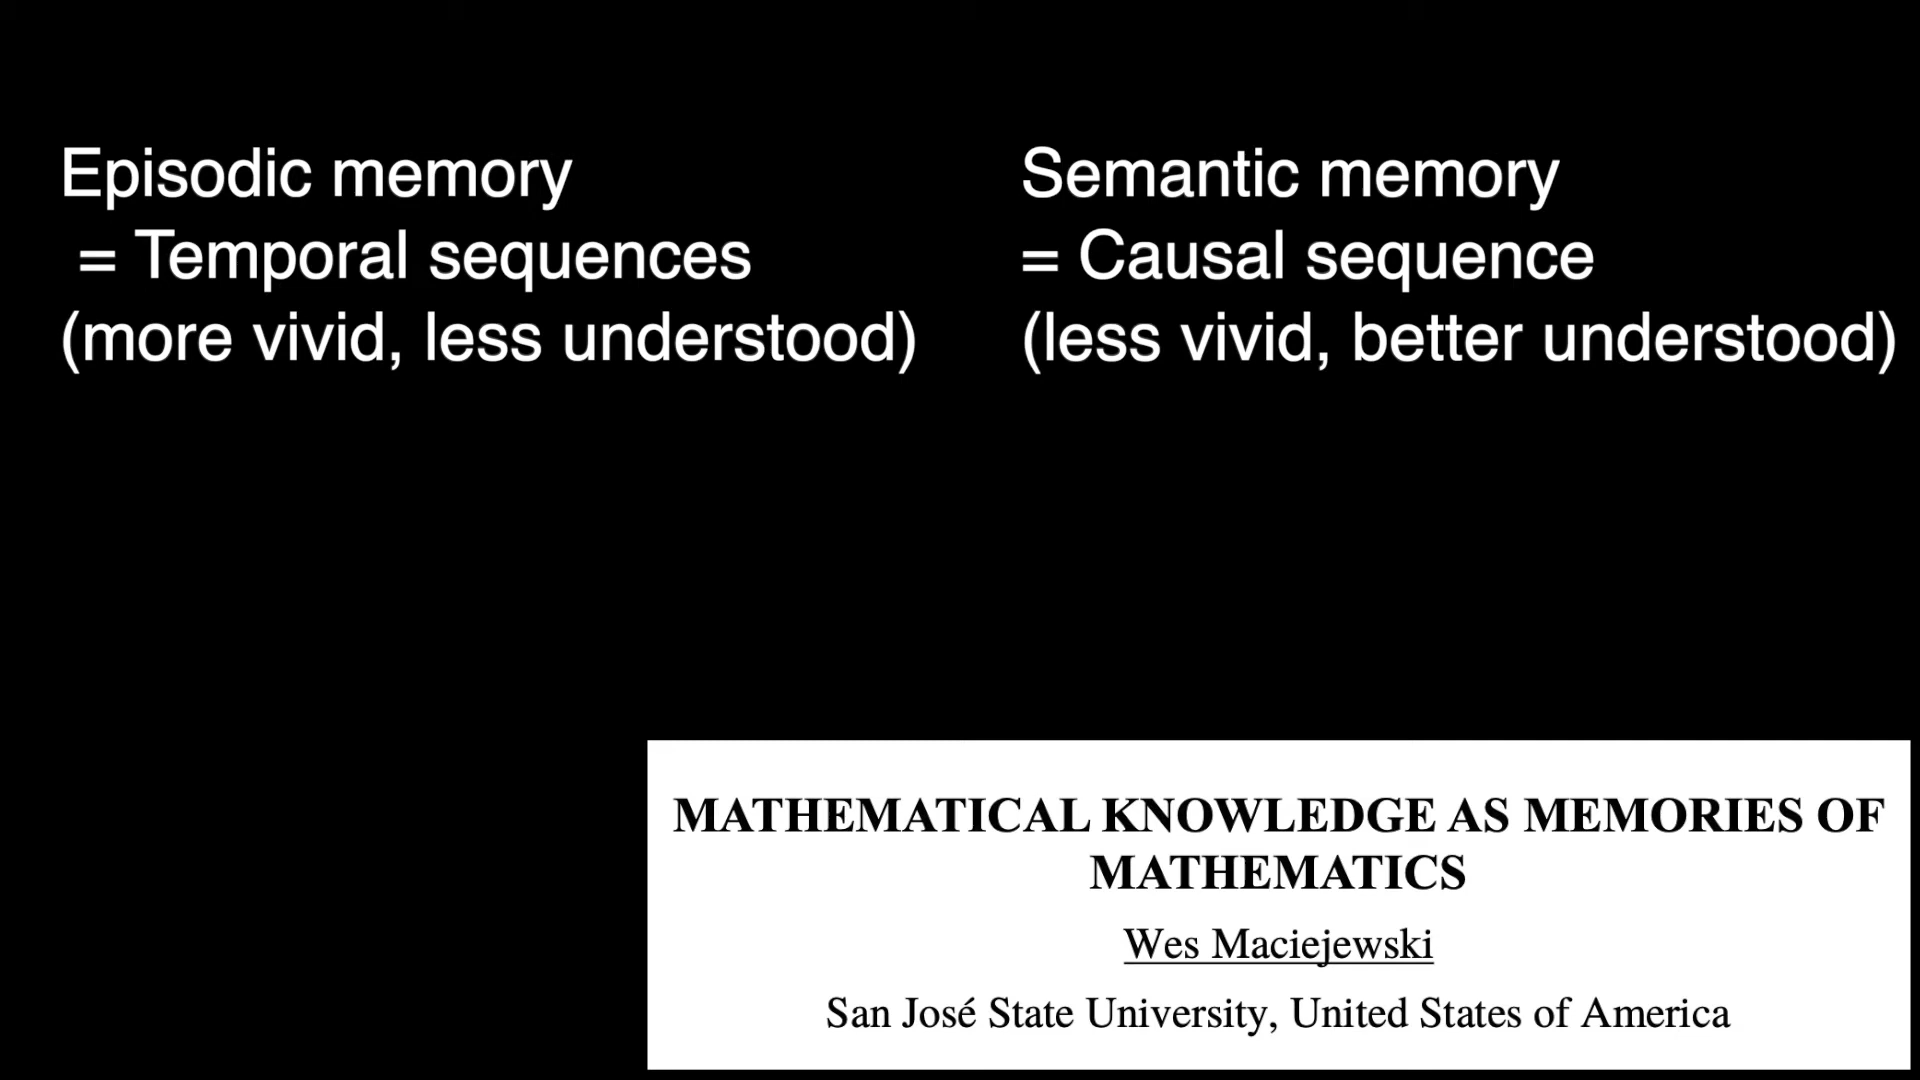 Episodic memory
= Temporal sequences
(more vivid, less understood)
Semantic memory
= Causal sequence
(less vivid, better understood)
MATHEMATICAL KNOWLEDGE AS MEMORIES OF
MATHEMATICS
Wes Maciejewski
San José State University, United States of America